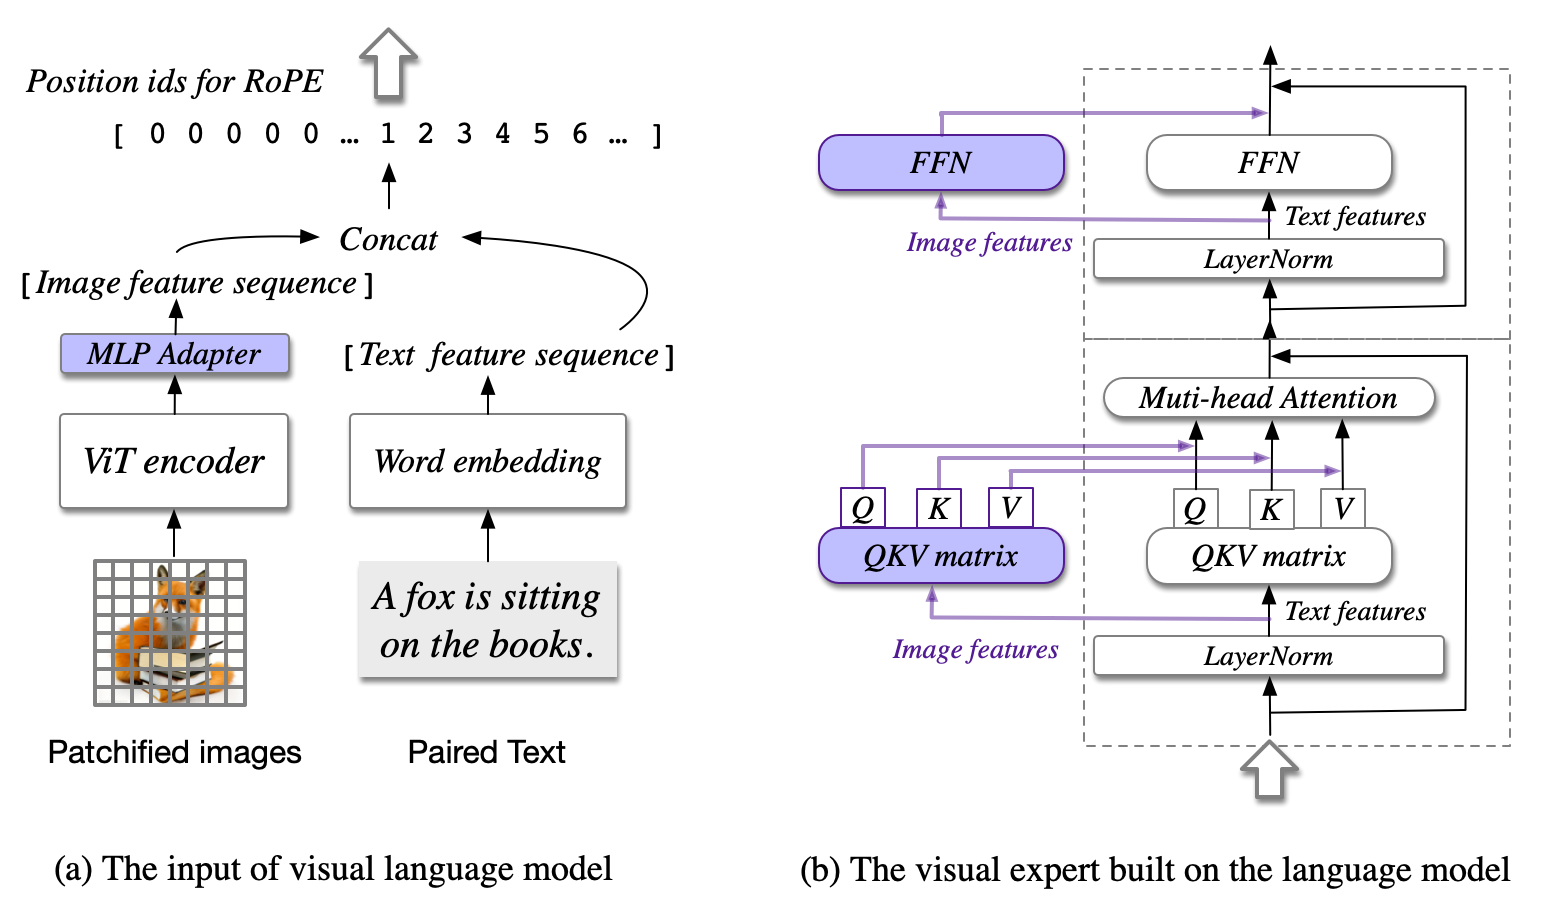 Position ids for RoPE
[ 0 0 0 0 0 … 1 2 3 4 5 6 … ]
Concat
[Image feature sequence]
MLP Adapter
[Text feature sequence]
ViT encoder
Word embedding
A fox is sitting
on the books.
Patchified images
Paired Text
(a) The input of visual language model
FFN
FFN
Text features
Image features
LayerNorm
Muti-head Attention
Q K V
Q K V
QKV matrix
QKV matrix
Text features
Image features
LayerNorm
(b) The visual expert built on the language model